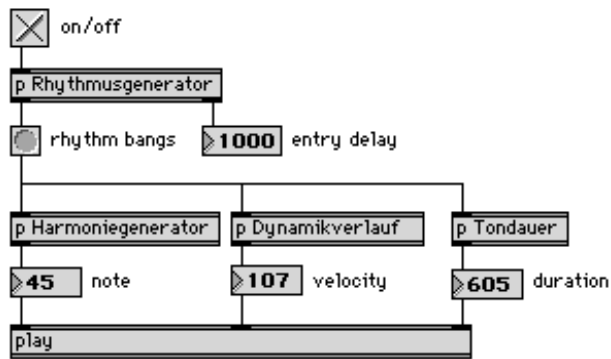 on/off
p Rhythmusgenerator
rhythm bangs
1000 entry delay
p Harmoniegenerator p Dynamikverlauf p Tondauer
45 note 107 velocity 605 duration
play